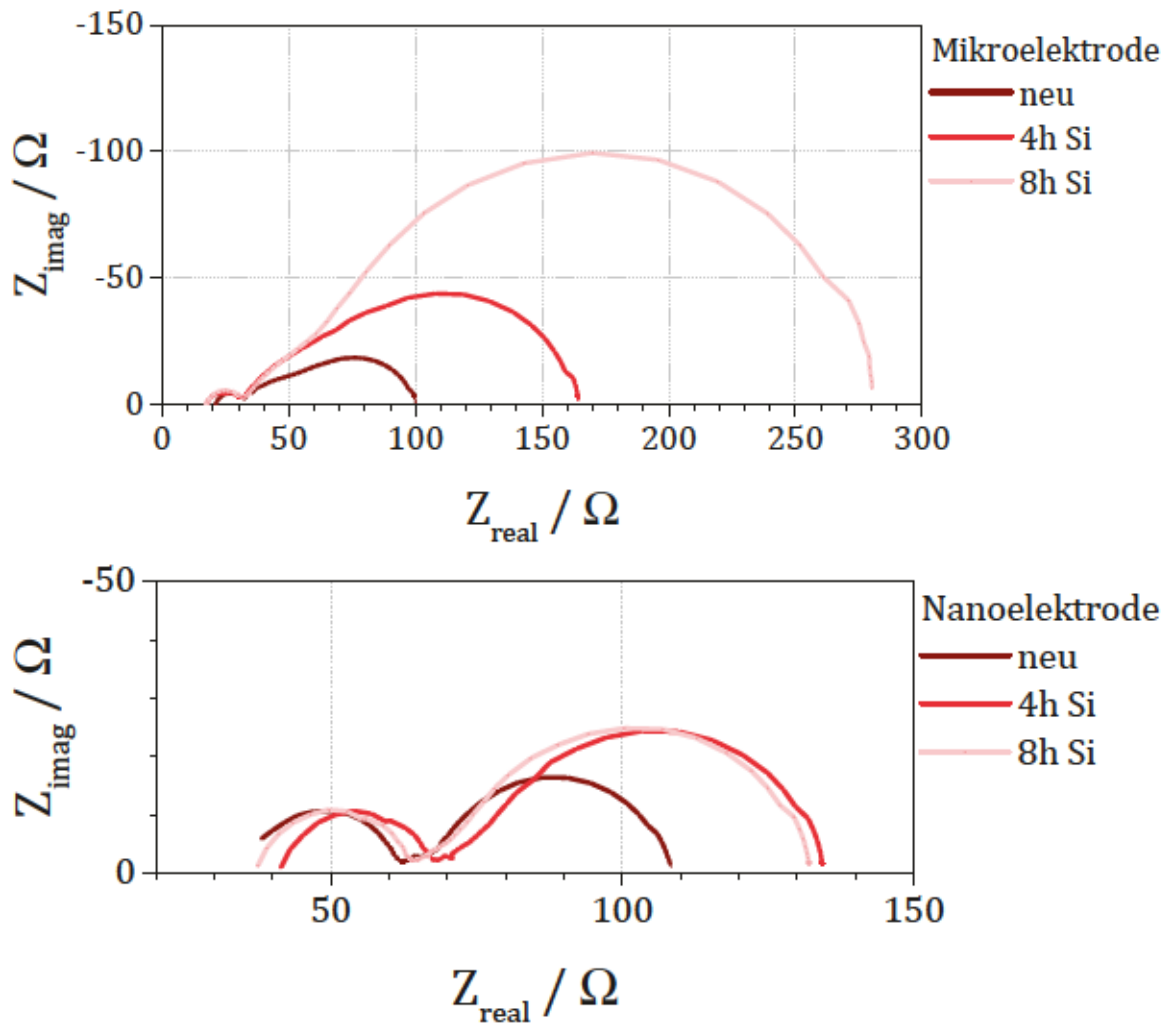 -150
-100
-50
0
Z_imag / Ω
0 50 100 150 200 250 300
Z_real / Ω
Mikroelektrode
neu
4h Si
8h Si
-50
0
Z_imag / Ω
50 100 150
Z_real / Ω
Nanoelektrode
neu
4h Si
8h Si